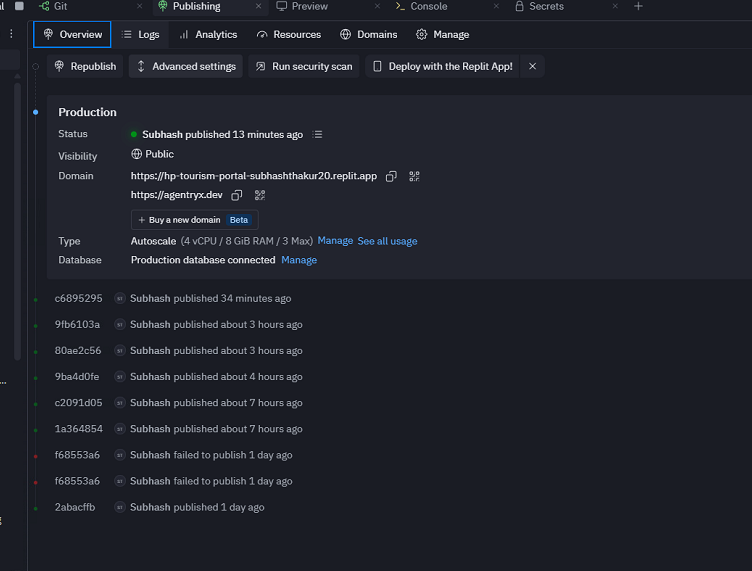 Git × Publishing × Preview × Console × Secrets × +
Overview Logs Analytics Resources Domains Manage
Republish Advanced settings Run security scan Deploy with the Replit App! ×
Production
Status Subhash published 13 minutes ago
Visibility Public
Domain https://hp-tourism-portal-subhashthakur20.replit.app
https://agentryx.dev
+ Buy a new domain Beta
Type Autoscale (4 vCPU / 8 GiB RAM / 3 Max) Manage See all usage
Database Production database connected Manage
c6895295 ST Subhash published 34 minutes ago
9fb6103a ST Subhash published about 3 hours ago
80ae2c56 ST Subhash published about 3 hours ago
9ba4d0fe ST Subhash published about 4 hours ago
c2091d05 ST Subhash published about 7 hours ago
1a364854 ST Subhash published about 7 hours ago
f68553a6 ST Subhash failed to publish 1 day ago
f68553a6 ST Subhash failed to publish 1 day ago
2abacffb ST Subhash published 1 day ago